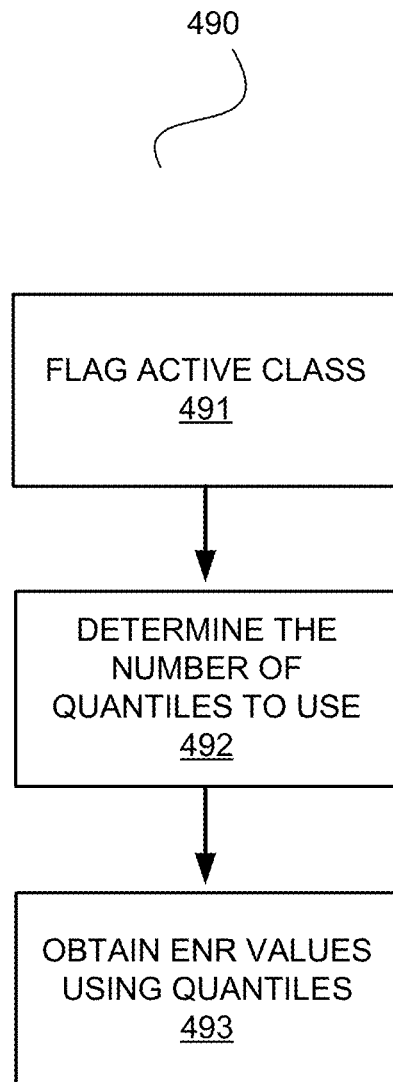 490
FLAG ACTIVE CLASS
491
DETERMINE THE
NUMBER OF
QUANTILES TO USE
492
OBTAIN ENR VALUES
USING QUANTILES
493